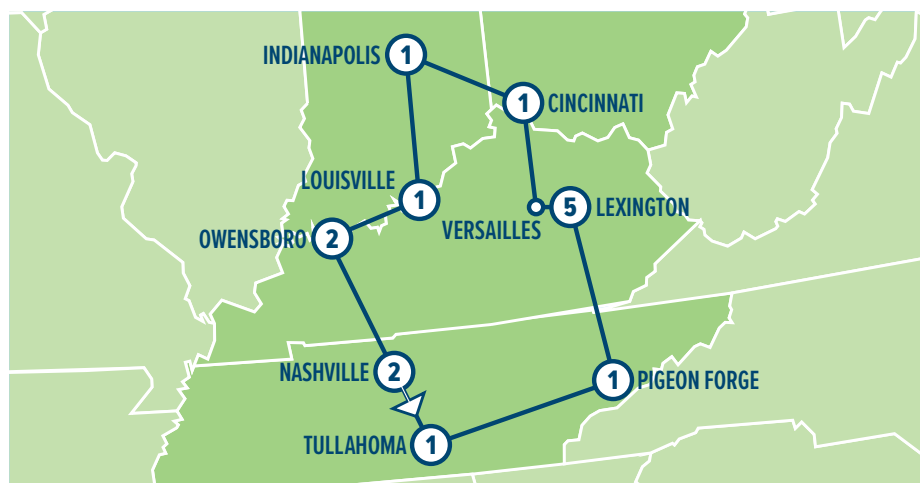 INDIANAPOLIS 1
1 CINCINNATI
LOUISVILLE 1
VERSAILLES 5 LEXINGTON
OWENSBORO 2
NASHVILLE 2
1 PIGEON FORGE
TULLAHOMA 1